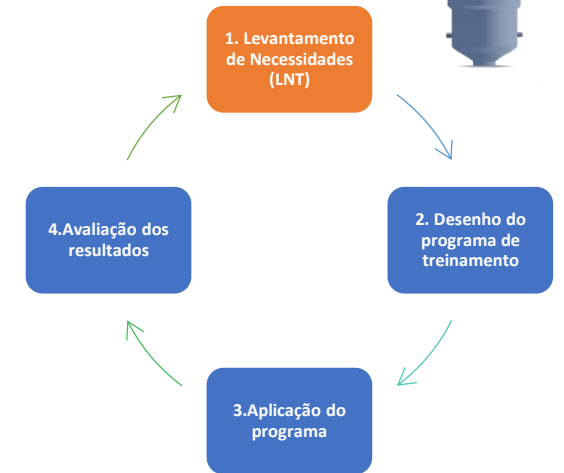 1. Levantamento
de Necessidades
(LNT)
2. Desenho do
programa de
treinamento
3.Aplicação do
programa
4.Avaliação dos
resultados